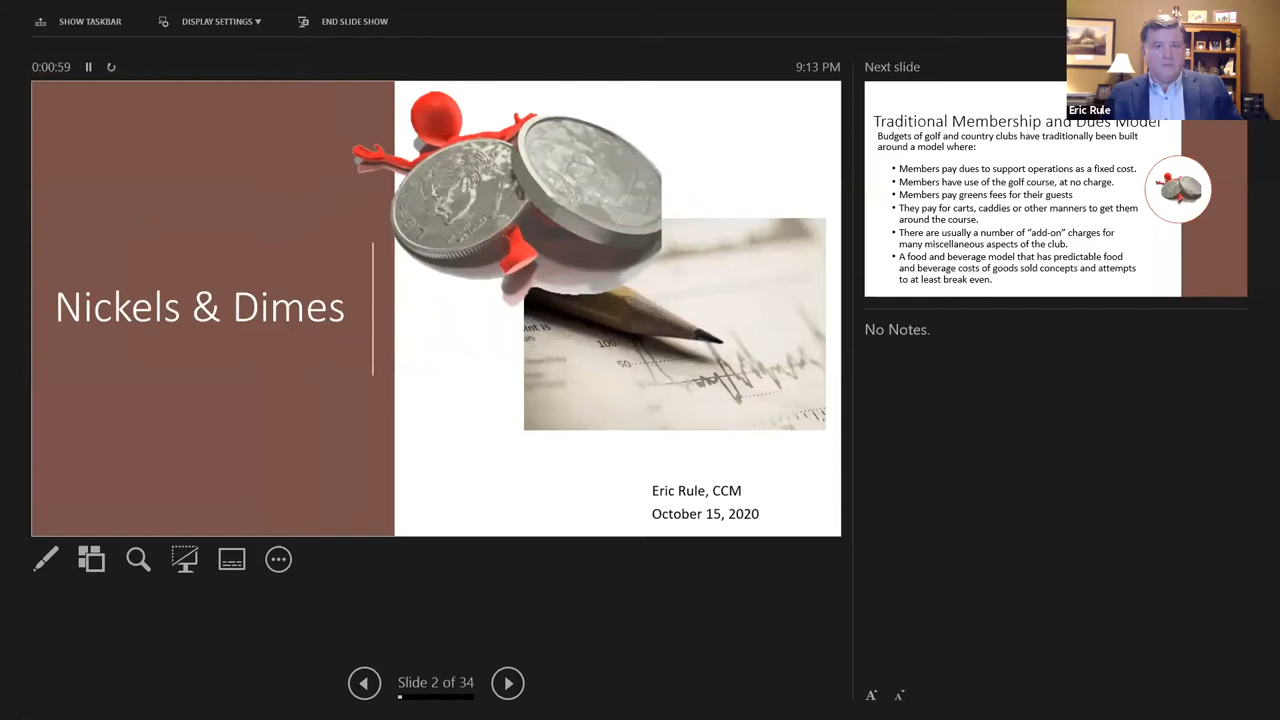 SHOW TASKBAR
DISPLAY SETTINGS ▼
END SLIDE SHOW
0:00:59
9:13 PM
Next slide
Eric Rule
Nickels & Dimes
100
50
Eric Rule, CCM
October 15, 2020
Traditional Membership and Dues Model
Budgets of golf and country clubs have traditionally been built
around a model where:
• Members pay dues to support operations as a fixed cost.
• Members have use of the golf course, at no charge.
• Members pay greens fees for their guests
• They pay for carts, caddies or other manners to get them
around the course.
• There are usually a number of “add-on” charges for
many miscellaneous aspects of the club.
• A food and beverage model that has predictable food
and beverage costs of goods sold concepts and attempts
to at least break even.
No Notes.
Slide 2 of 34
A
A